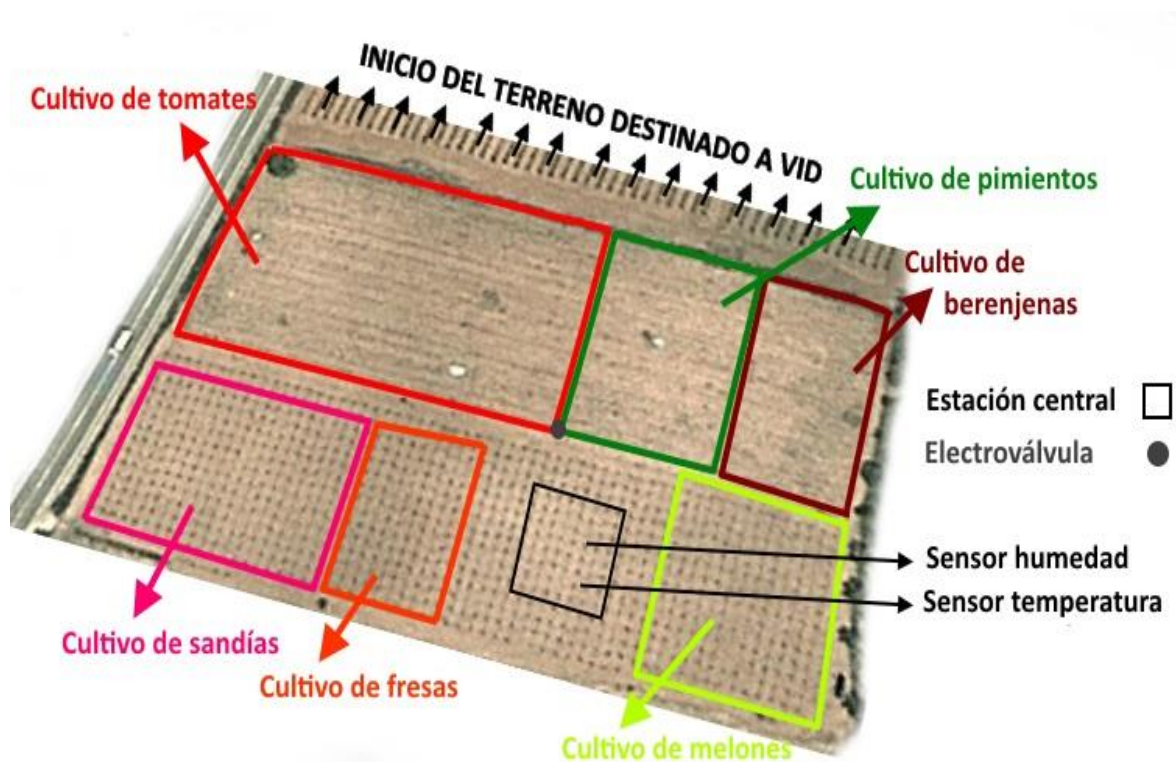 INICIO DEL TERRENO DESTINADO A VID
Cultivo de tomates
Cultivo de pimientos
Cultivo de
berenjenas
Estación central
Electroválvula
Sensor humedad
Sensor temperatura
Cultivo de sandías
Cultivo de fresas
Cultivo de melones